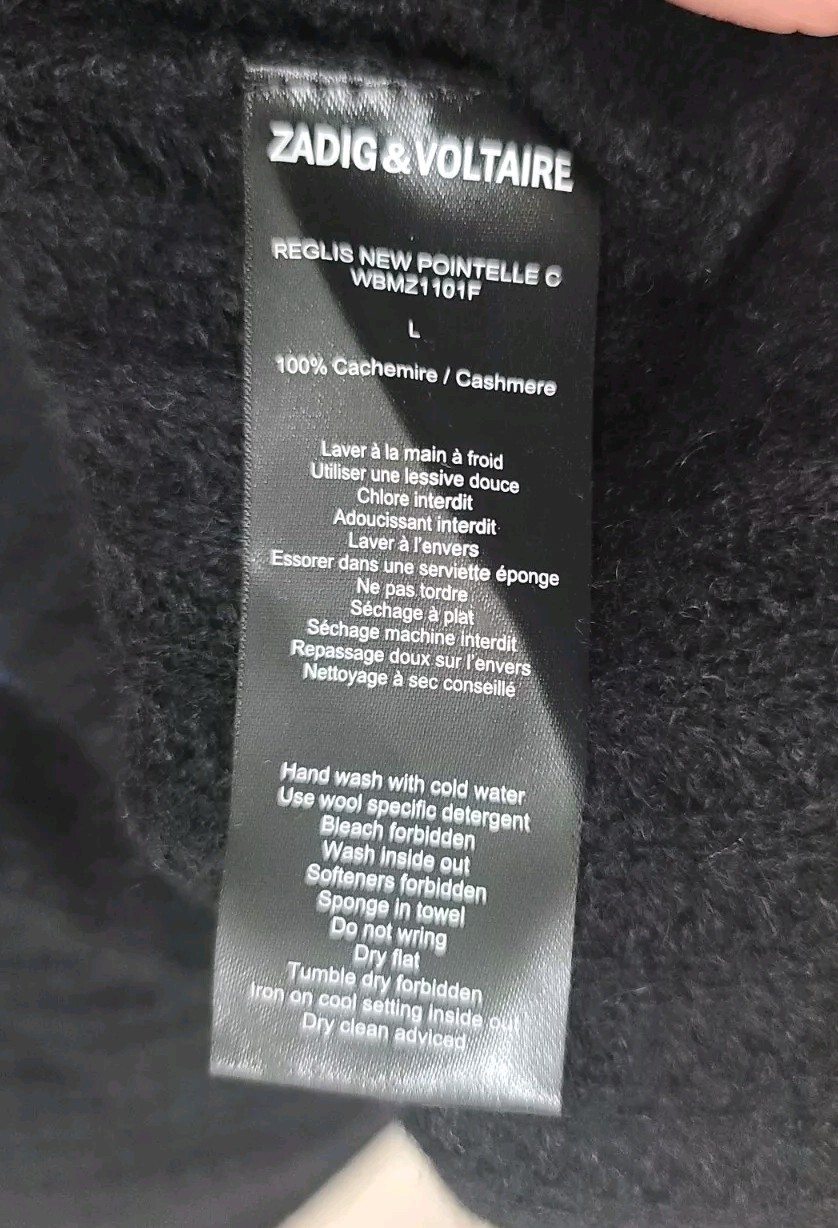 ZADIG & VOLTAIRE
REGLIS NEW POINTELLE C
WBMZ1101F
L
100% Cachemire / Cashmere
Laver à la main à froid
Utiliser une lessive douce
Chlore interdit
Adoucissant interdit
Laver à l'envers
Essorer dans une serviette éponge
Ne pas tordre
Séchage à plat
Séchage machine interdit
Repassage doux sur l'envers
Nettoyage à sec conseillé
Hand wash with cold water
Use wool specific detergent
Bleach forbidden
Wash inside out
Softeners forbidden
Sponge in towel
Do not wring
Dry flat
Tumble dry forbidden
Iron on cool setting inside out
Dry clean adviced